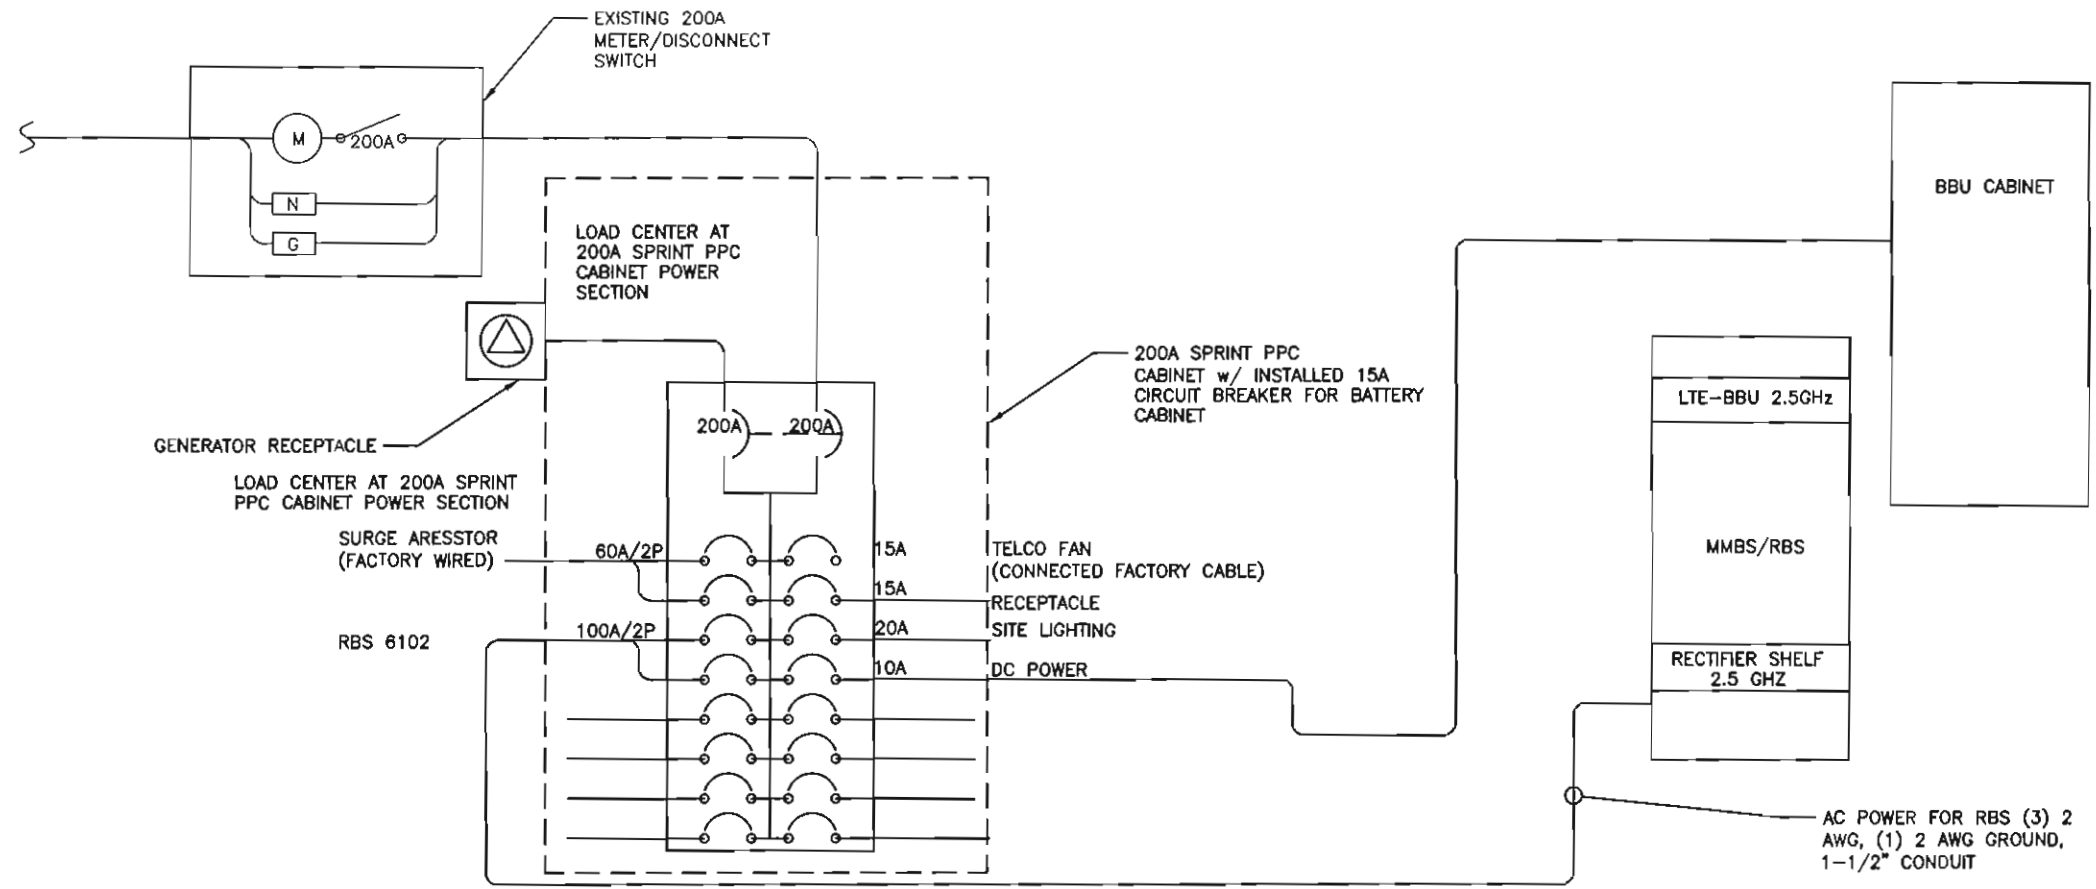 EXISTING 200A
METER/DISCONNECT
SWITCH
M
200A
N
G
BBU CABINET
LOAD CENTER AT
200A SPRINT PPC
CABINET POWER
SECTION
200A SPRINT PPC
CABINET w/ INSTALLED 15A
CIRCUIT BREAKER FOR BATTERY
CABINET
LTE-BBU 2.5GHz
200A
200A
GENERATOR RECEPTACLE
LOAD CENTER AT 200A SPRINT
PPC CABINET POWER SECTION
SURGE ARESSTOR
(FACTORY WIRED)
60A/2P
15A
TELCO FAN
(CONNECTED FACTORY CABLE)
MMBS/RBS
15A
RECEPTACLE
RBS 6102
100A/2P
20A
SITE LIGHTING
10A
DC POWER
RECTIFIER SHELF
2.5 GHZ
AC POWER FOR RBS (3) 2
AWG, (1) 2 AWG GROUND,
1-1/2" CONDUIT